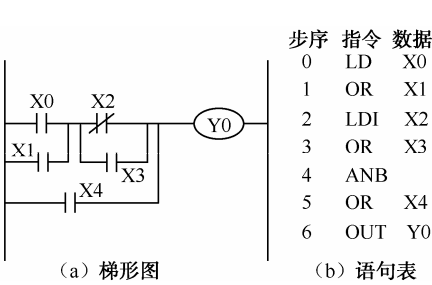 X0
X2
Y0
X1
X3
X4
(a)梯形图
步序 指令 数据
0 LD X0
1 OR X1
2 LDI X2
3 OR X3
4 ANB
5 OR X4
6 OUT Y0
(b)语句表